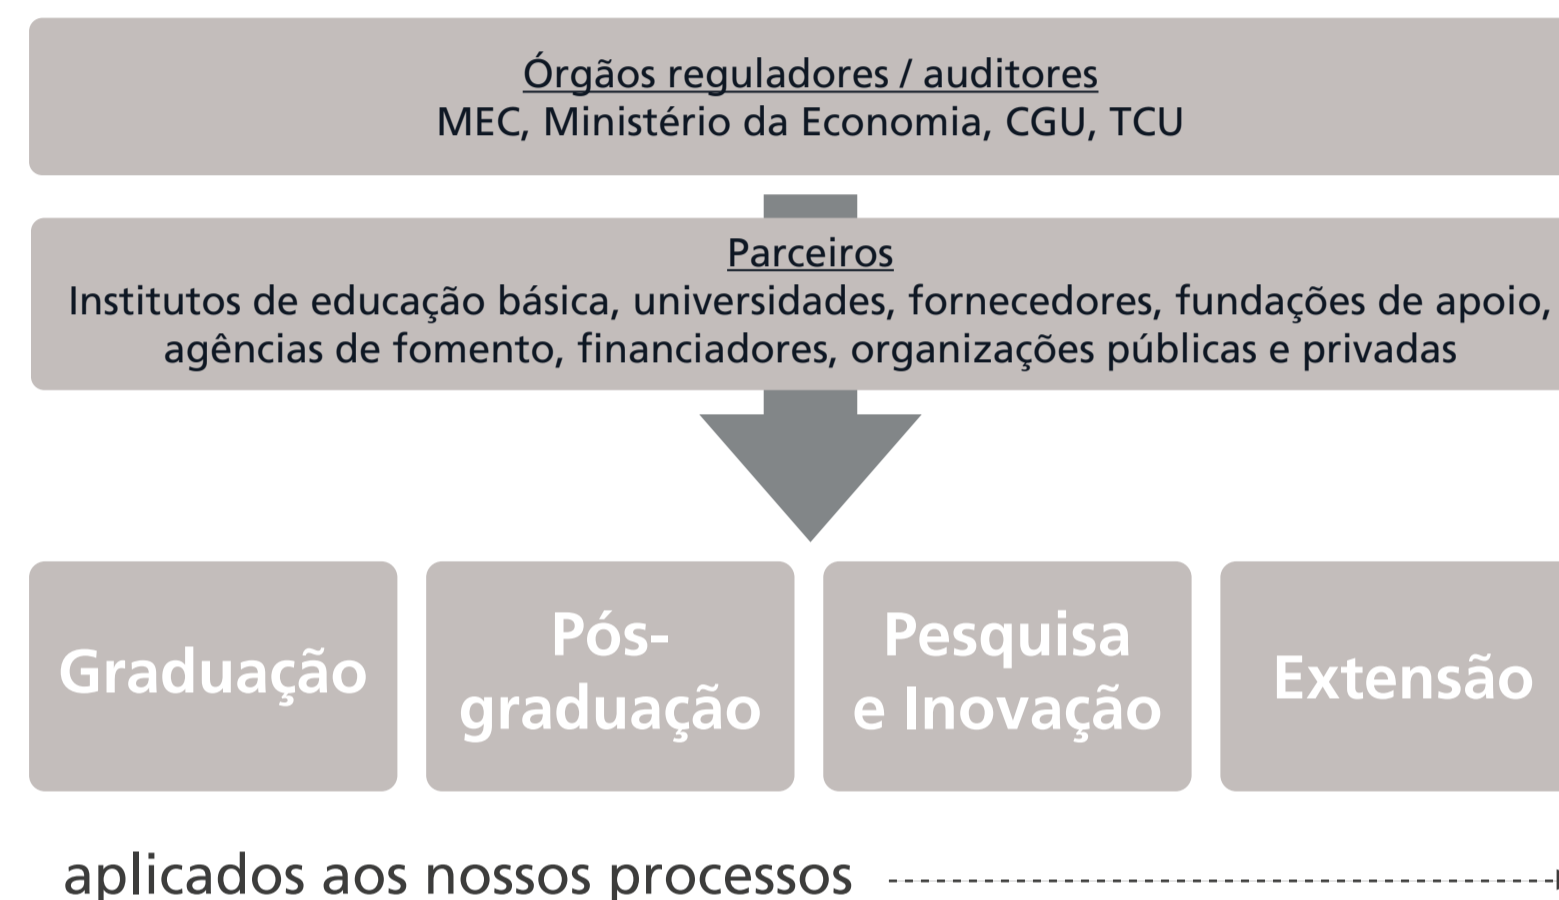 Órgãos reguladores / auditores
MEC, Ministério da Economia, CGU, TCU
Parceiros
Institutos de educação básica, universidades, fornecedores, fundações de apoio,
agências de fomento, financiadores, organizações públicas e privadas
Graduação
Pós-
graduação
Pesquisa
e Inovação
Extensão
aplicados aos nossos processos